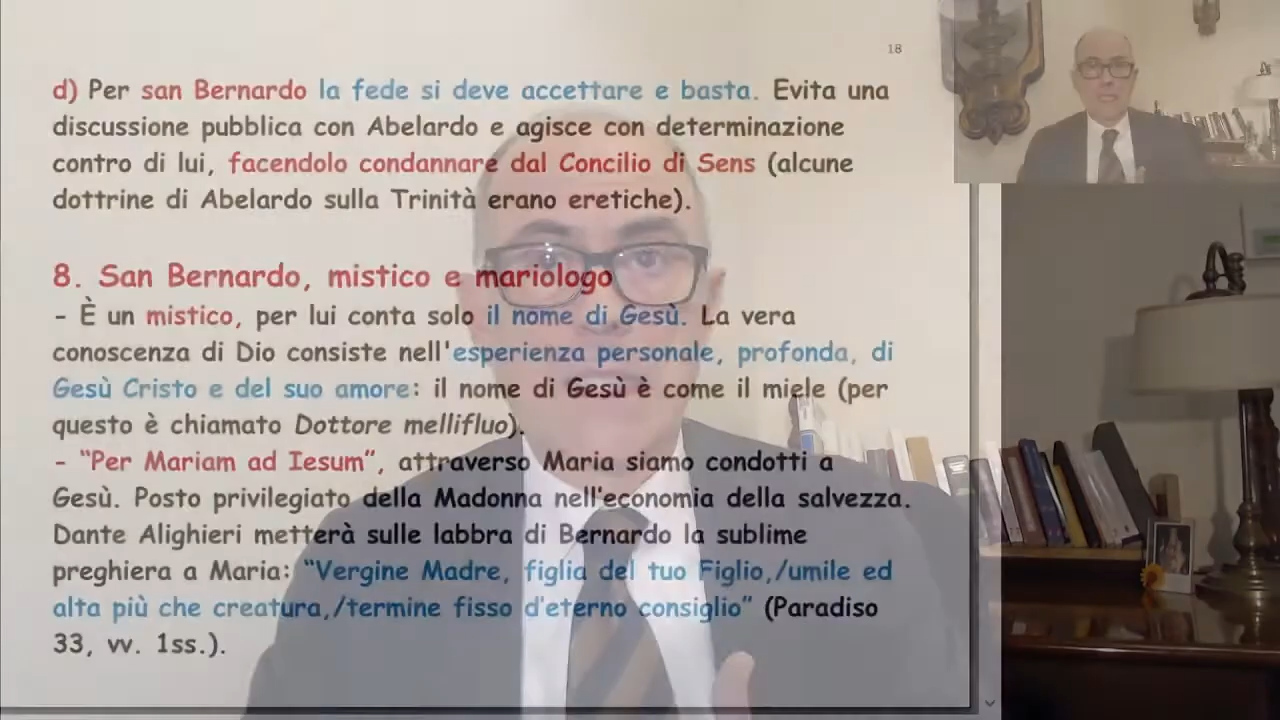 18
d) Per san Bernardo la fede si deve accettare e basta. Evita una
discussione pubblica con Abelardo e agisce con determinazione
contro di lui, facendolo condannare dal Concilio di Sens (alcune
dottrine di Abelardo sulla Trinità erano eretiche).
8. San Bernardo, mistico e mariologo
- È un mistico, per lui conta solo il nome di Gesù. La vera
conoscenza di Dio consiste nell'esperienza personale, profonda, di
Gesù Cristo e del suo amore: il nome di Gesù è come il miele (per
questo è chiamato Dottore mellifluo).
- “Per Mariam ad Iesum”, attraverso Maria siamo condotti a
Gesù. Posto privilegiato della Madonna nell'economia della salvezza.
Dante Alighieri metterà sulle labbra di Bernardo la sublime
preghiera a Maria: “Vergine Madre, figlia del tuo Figlio,/umile ed
alta più che creatura,/termine fisso d'eterno consiglio” (Paradiso
33, vv. 1ss.).